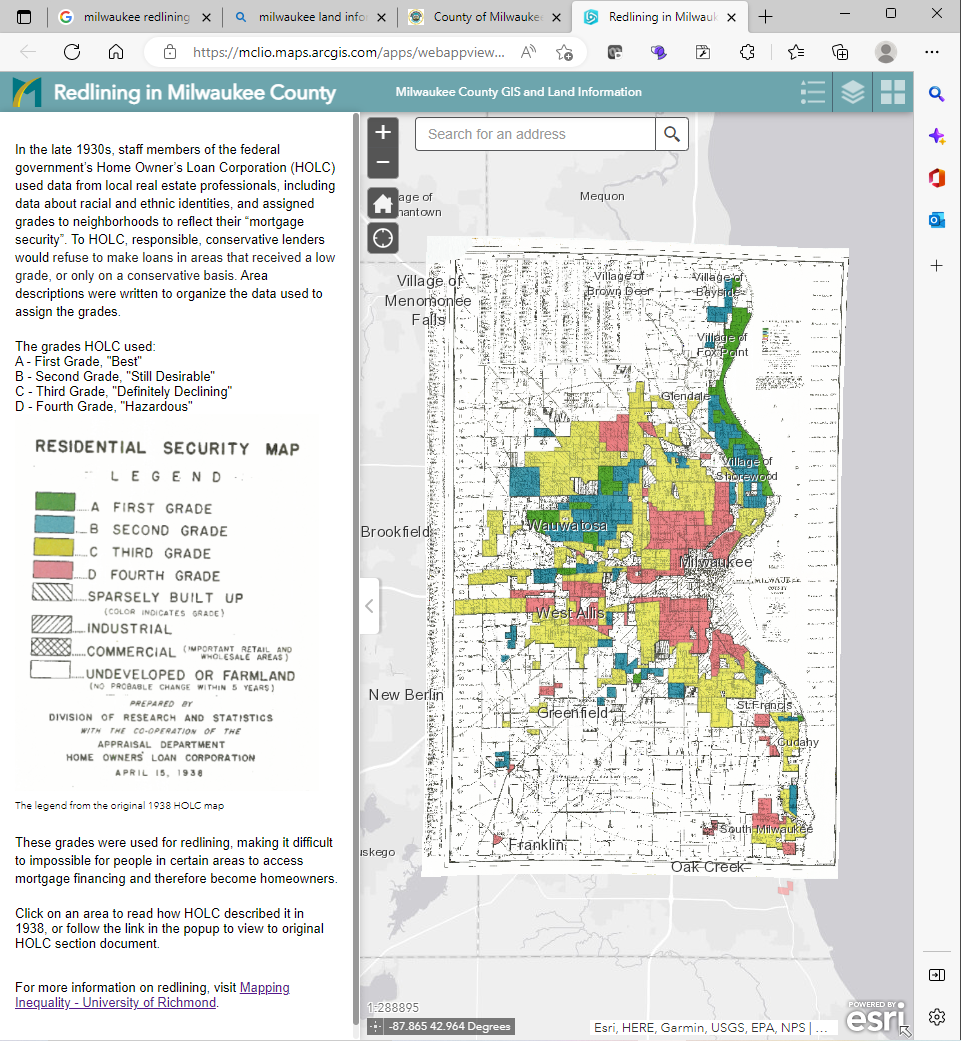 milwaukee redlining
milwaukee land info
County of Milwaukee
Redlining in Milwauk
https://mclio.maps.arcgis.com/apps/webappview...
Redlining in Milwaukee County
Milwaukee County GIS and Land Information
In the late 1930s, staff members of the federal
government's Home Owner's Loan Corporation (HOLC)
used data from local real estate professionals, including
data about racial and ethnic identities, and assigned
grades to neighborhoods to reflect their “mortgage
security”. To HOLC, responsible, conservative lenders
would refuse to make loans in areas that received a low
grade, or only on a conservative basis. Area
descriptions were written to organize the data used to
assign the grades.
The grades HOLC used:
A - First Grade, "Best"
B - Second Grade, "Still Desirable"
C - Third Grade, "Definitely Declining"
D - Fourth Grade, "Hazardous"
RESIDENTIAL SECURITY MAP
LEGEND
A FIRST GRADE
B SECOND GRADE
C THIRD GRADE
D FOURTH GRADE
SPARSELY BUILT UP
(COLOR INDICATES GRADE)
INDUSTRIAL
COMMERCIAL (IMPORTANT RETAIL AND
WHOLESALE AREAS)
UNDEVELOPED OR FARMLAND
(NO PROBABLE CHANGE WITHIN 5 YEARS)
PREPARED BY
DIVISION OF RESEARCH AND STATISTICS
WITH THE CO-OPERATION OF THE
APPRAISAL DEPARTMENT
HOME OWNERS' LOAN CORPORATION
APRIL 15, 1938
The legend from the original 1938 HOLC map
These grades were used for redlining, making it difficult
to impossible for people in certain areas to access
mortgage financing and therefore become homeowners.
Click on an area to read how HOLC described it in
1938, or follow the link in the popup to view to original
HOLC section document.
For more information on redlining, visit Mapping
Inequality - University of Richmond.
Search for an address
age of
mantown
Mequon
Village of
Menomonee
Falls
Village of
Brown Deer
Village of
Bayside
Village of
Fox Point
Glendale
Village of
Shorewood
Brookfield
Wauwatosa
Milwaukee
MILWAUKEE
COUNTY
West Allis
New Berlin
Greenfield
St Francis
Cudahy
South Milwaukee
uskego
Franklin
Oak Creek
1:288895
-87.865 42.964 Degrees
Esri, HERE, Garmin, USGS, EPA, NPS | ...
POWERED BY
esri